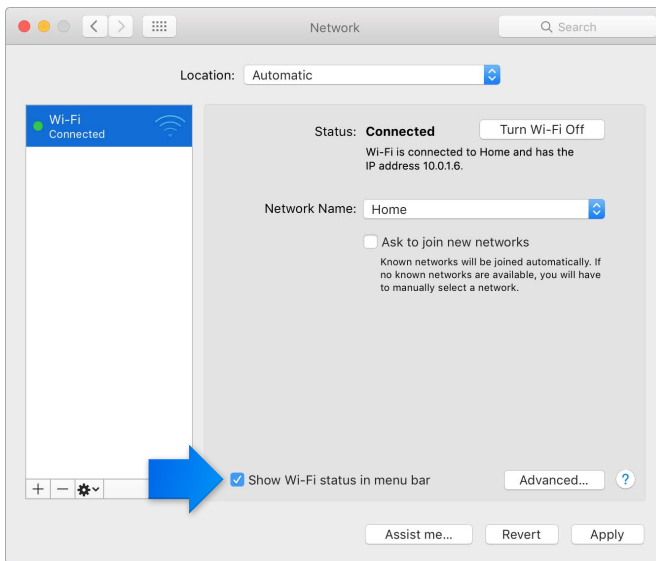 Network
Search
Location: Automatic
Wi-Fi
Connected
Status: Connected
Turn Wi-Fi Off
Wi-Fi is connected to Home and has the
IP address 10.0.1.6.
Network Name: Home
Ask to join new networks
Known networks will be joined automatically. If
no known networks are available, you will have
to manually select a network.
Show Wi-Fi status in menu bar
Advanced...
?
Assist me...
Revert
Apply